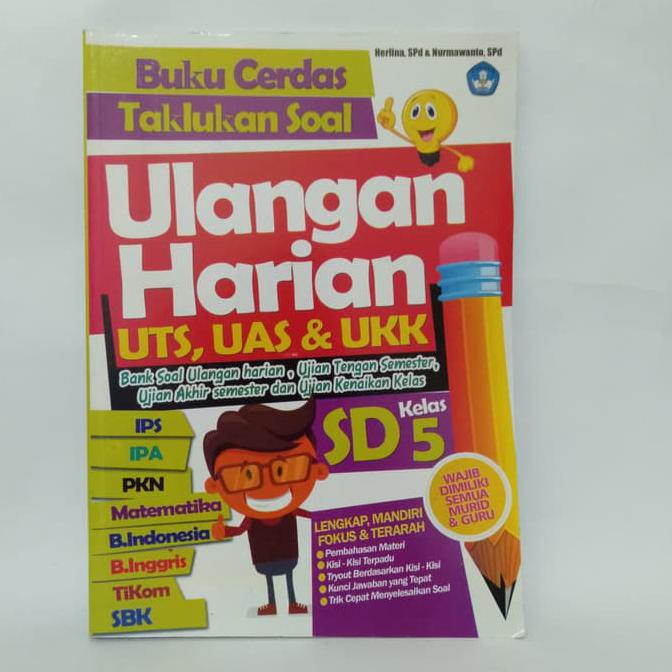 Herlina, SPd & Nurmawanto, SPd
Buku Cerdas
Taklukan Soal
Ulangan
Harian
UTS, UAS & UKK
Bank Soal Ulangan harian , Ujian Tengan Semester,
Ujian Akhir semester dan Ujian Kenaikan Kelas
SD Kelas 5
IPS
IPA
PKN
Matematika
B.Indonesia
B.Inggris
TiKom
SBK
WAJIB
DIMILIKI
SEMUA
MURID
& GURU
LENGKAP, MANDIRI
FOKUS & TERARAH
Pembahasan Materi
Kisi - Kisi Terpadu
Tryout Berdasarkan Kisi - Kisi
Kunci Jawaban yang Tepat
Trik Cepat Menyelesaikan Soal